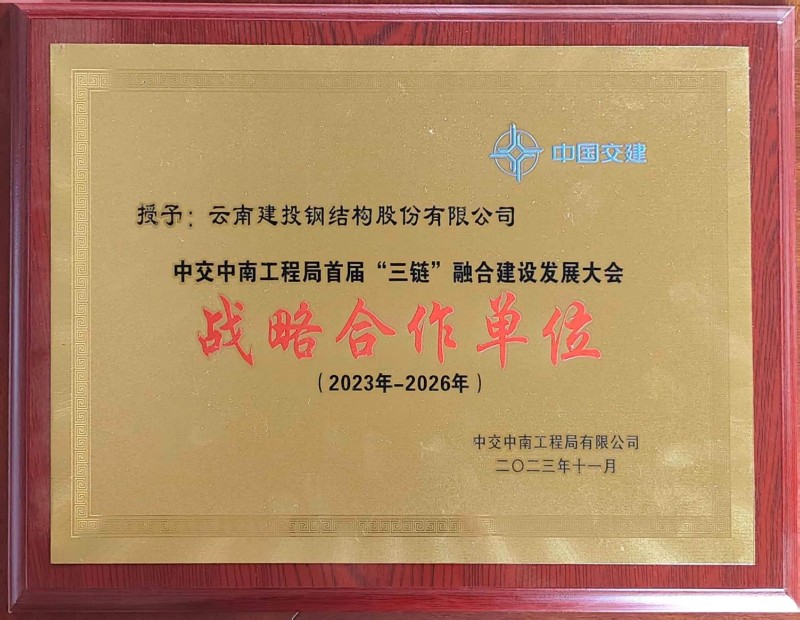 中国交建
授予：云南建投钢结构股份有限公司
中交中南工程局首届“三链”融合建设发展大会
战略合作单位
（2023年-2026年）
中交中南工程局有限公司
二〇二三年十一月